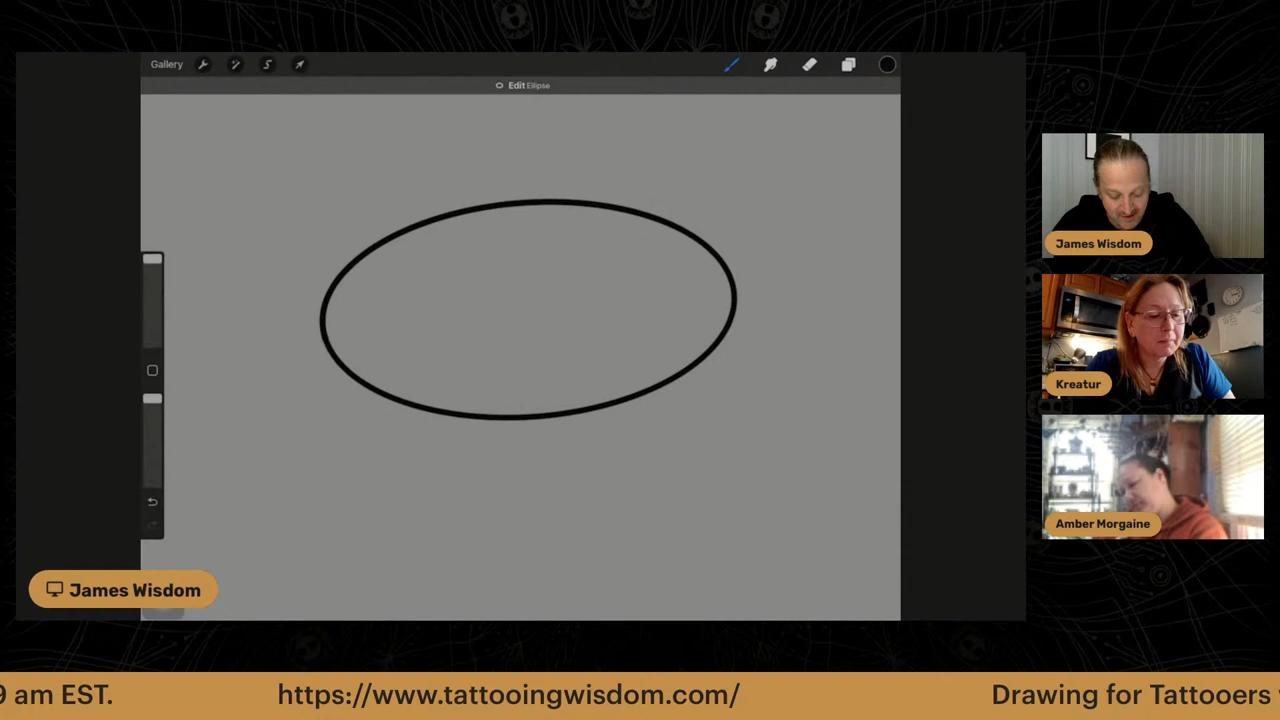 Gallery
Edit Ellipse
James Wisdom
Kreatur
Amber Morgaine
James Wisdom
9 am EST. https://www.tattooingwisdom.com/ Drawing for Tattooers